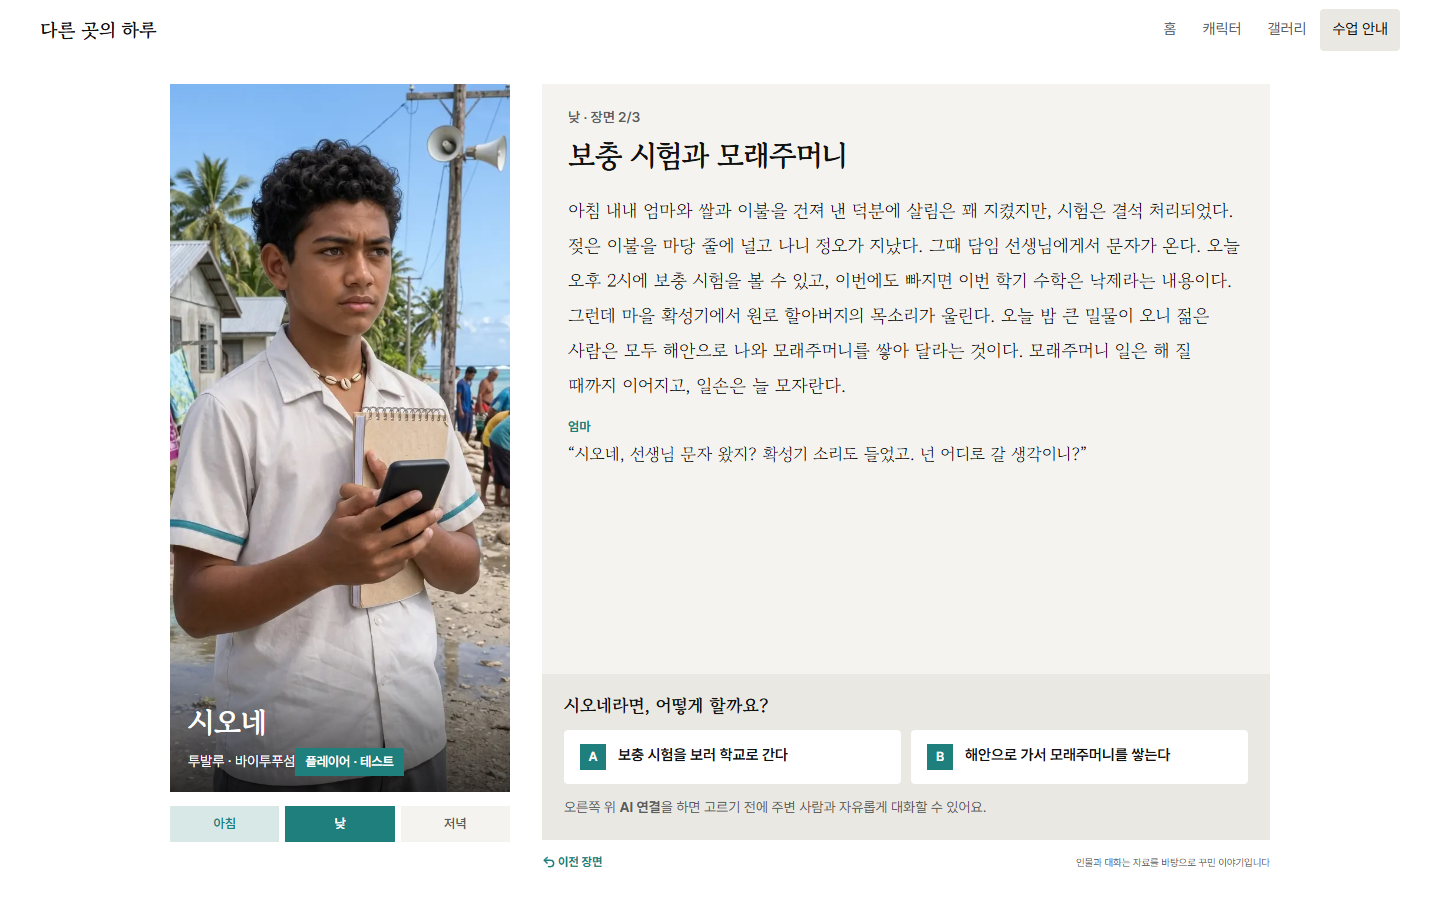 다른 곳의 하루
홈
캐릭터
갤러리
수업 안내
시오네
투발루 · 바이투푸섬
플레이어 · 테스트
아침
낮
저녁
낮 · 장면 2/3
보충 시험과 모래주머니
아침 내내 엄마와 쌀과 이불을 건져 낸 덕분에 살림은 꽤 지켰지만, 시험은 결석 처리되었다.
젖은 이불을 마당 줄에 널고 나니 정오가 지났다. 그때 담임 선생님에게서 문자가 온다. 오늘
오후 2시에 보충 시험을 볼 수 있고, 이번에도 빠지면 이번 학기 수학은 낙제라는 내용이다.
그런데 마을 확성기에서 원로 할아버지의 목소리가 울린다. 오늘 밤 큰 밀물이 오니 젊은
사람은 모두 해안으로 나와 모래주머니를 쌓아 달라는 것이다. 모래주머니 일은 해 질
때까지 이어지고, 일손은 늘 모자란다.
엄마
“시오네, 선생님 문자 왔지? 확성기 소리도 들었고. 넌 어디로 갈 생각이니?”
시오네라면, 어떻게 할까요?
A 보충 시험을 보러 학교로 간다
B 해안으로 가서 모래주머니를 쌓는다
오른쪽 위 AI 연결을 하면 고르기 전에 주변 사람과 자유롭게 대화할 수 있어요.
이전 장면
인물과 대화는 자료를 바탕으로 꾸민 이야기입니다